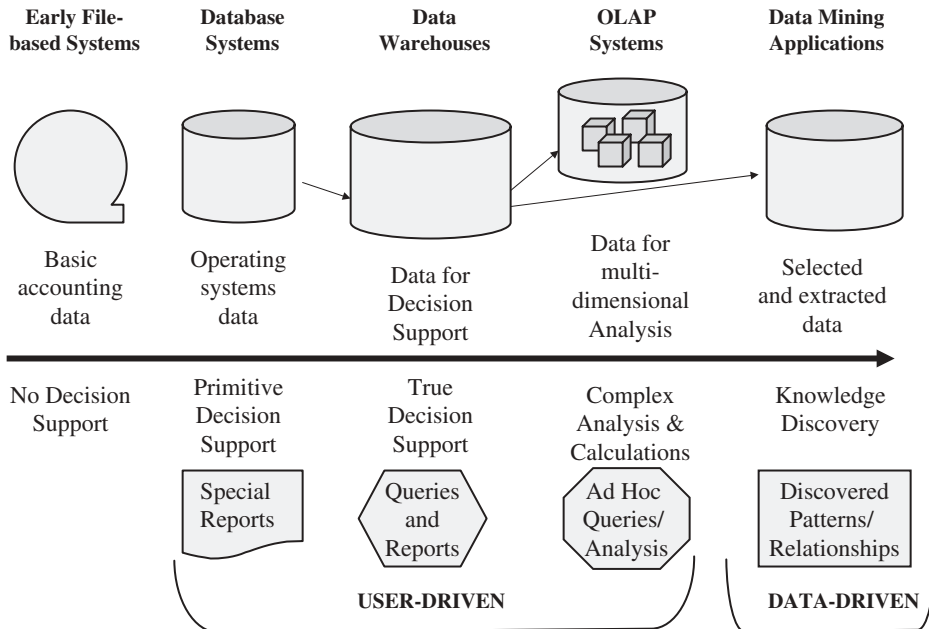 Early File-
based Systems
Database
Systems
Data
Warehouses
OLAP
Systems
Data Mining
Applications
Basic
accounting
data
Operating
systems
data
Data for
Decision
Support
Data for
multi-
dimensional
Analysis
Selected
and extracted
data
No Decision
Support
Primitive
Decision
Support
True
Decision
Support
Complex
Analysis &
Calculations
Knowledge
Discovery
Special
Reports
Queries
and
Reports
Ad Hoc
Queries/
Analysis
Discovered
Patterns/
Relationships
USER-DRIVEN
DATA-DRIVEN